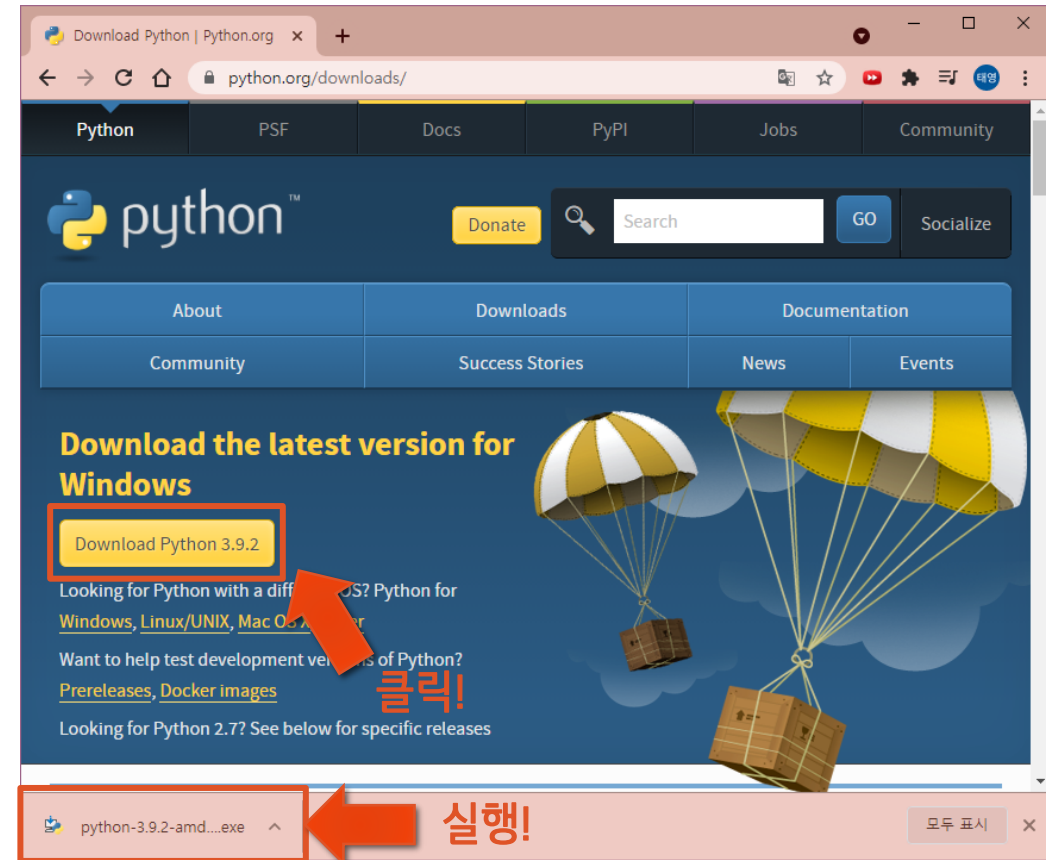 Download Python | Python.org
python.org/downloads/
태영
Python PSF Docs PyPI Jobs Community
python™
Donate Search GO Socialize
About Downloads Documentation
Community Success Stories News Events
Download the latest version for
Windows
Download Python 3.9.2
Looking for Python with a OS? Python for
Windows, Linux/UNIX, Mac OS
Want to help test development of Python?
Prereleases, Docker images
클릭!
Looking for Python 2.7? See below for specific releases
python-3.9.2-amd....exe
실행!
모두 표시